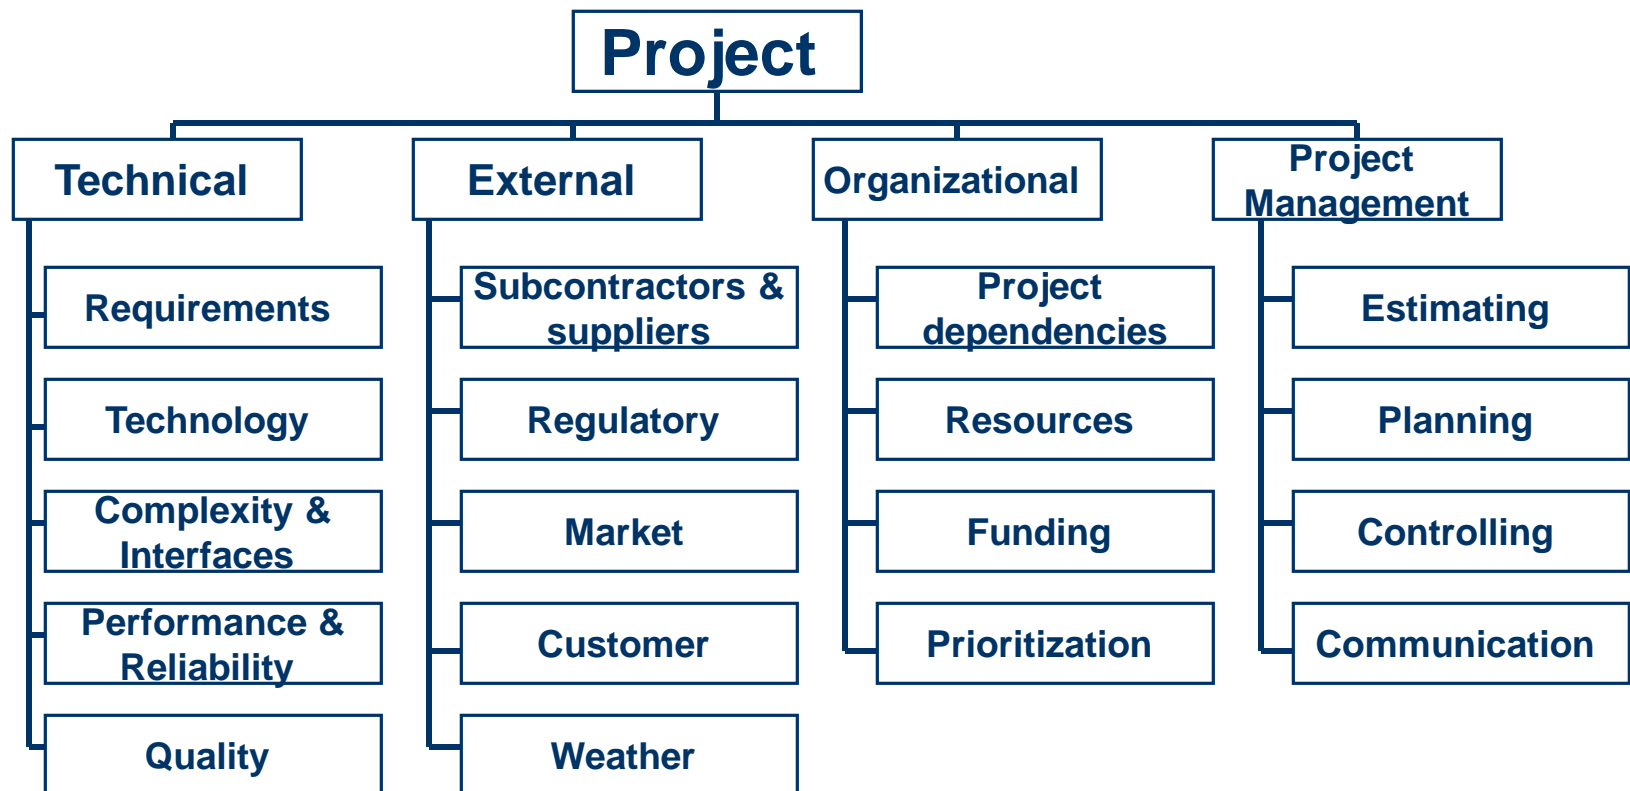 Project
Technical
External
Organizational
Project
Management
Requirements
Technology
Complexity &
Interfaces
Performance &
Reliability
Quality
Subcontractors &
suppliers
Regulatory
Market
Customer
Weather
Project
dependencies
Resources
Funding
Prioritization
Estimating
Planning
Controlling
Communication